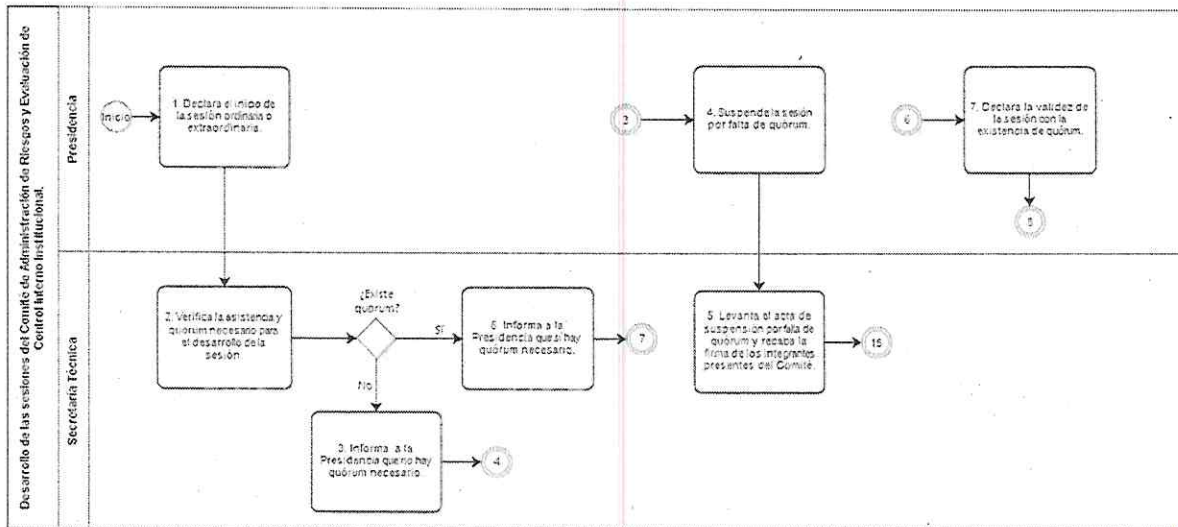 Desarrollo de las sesiones del Comité de Administración de Riesgos y Evaluación de
Control Interno Institucional.
Presidencia
Inicio
1. Declara el inicio de
la sesión ordinaria o
extraordinaria.
3
4. Suspende la sesión
por falta de quórum.
6
7. Declara la validez de
la sesión con la
existencia de quórum.
8
Secretaría Técnica
2. Verifica la asistencia y
quórum necesario para
el desarrollo de la
sesión
¿Existe
quórum?
Sí
No
6. Informa a la
Presidencia que sí hay
quórum necesario.
7
3. Informa a la
Presidencia que no hay
quórum necesario.
4
5. Levanta el acta de
suspensión por falta de
quórum y recaba la
firma de los integrantes
presentes del Comité.
15